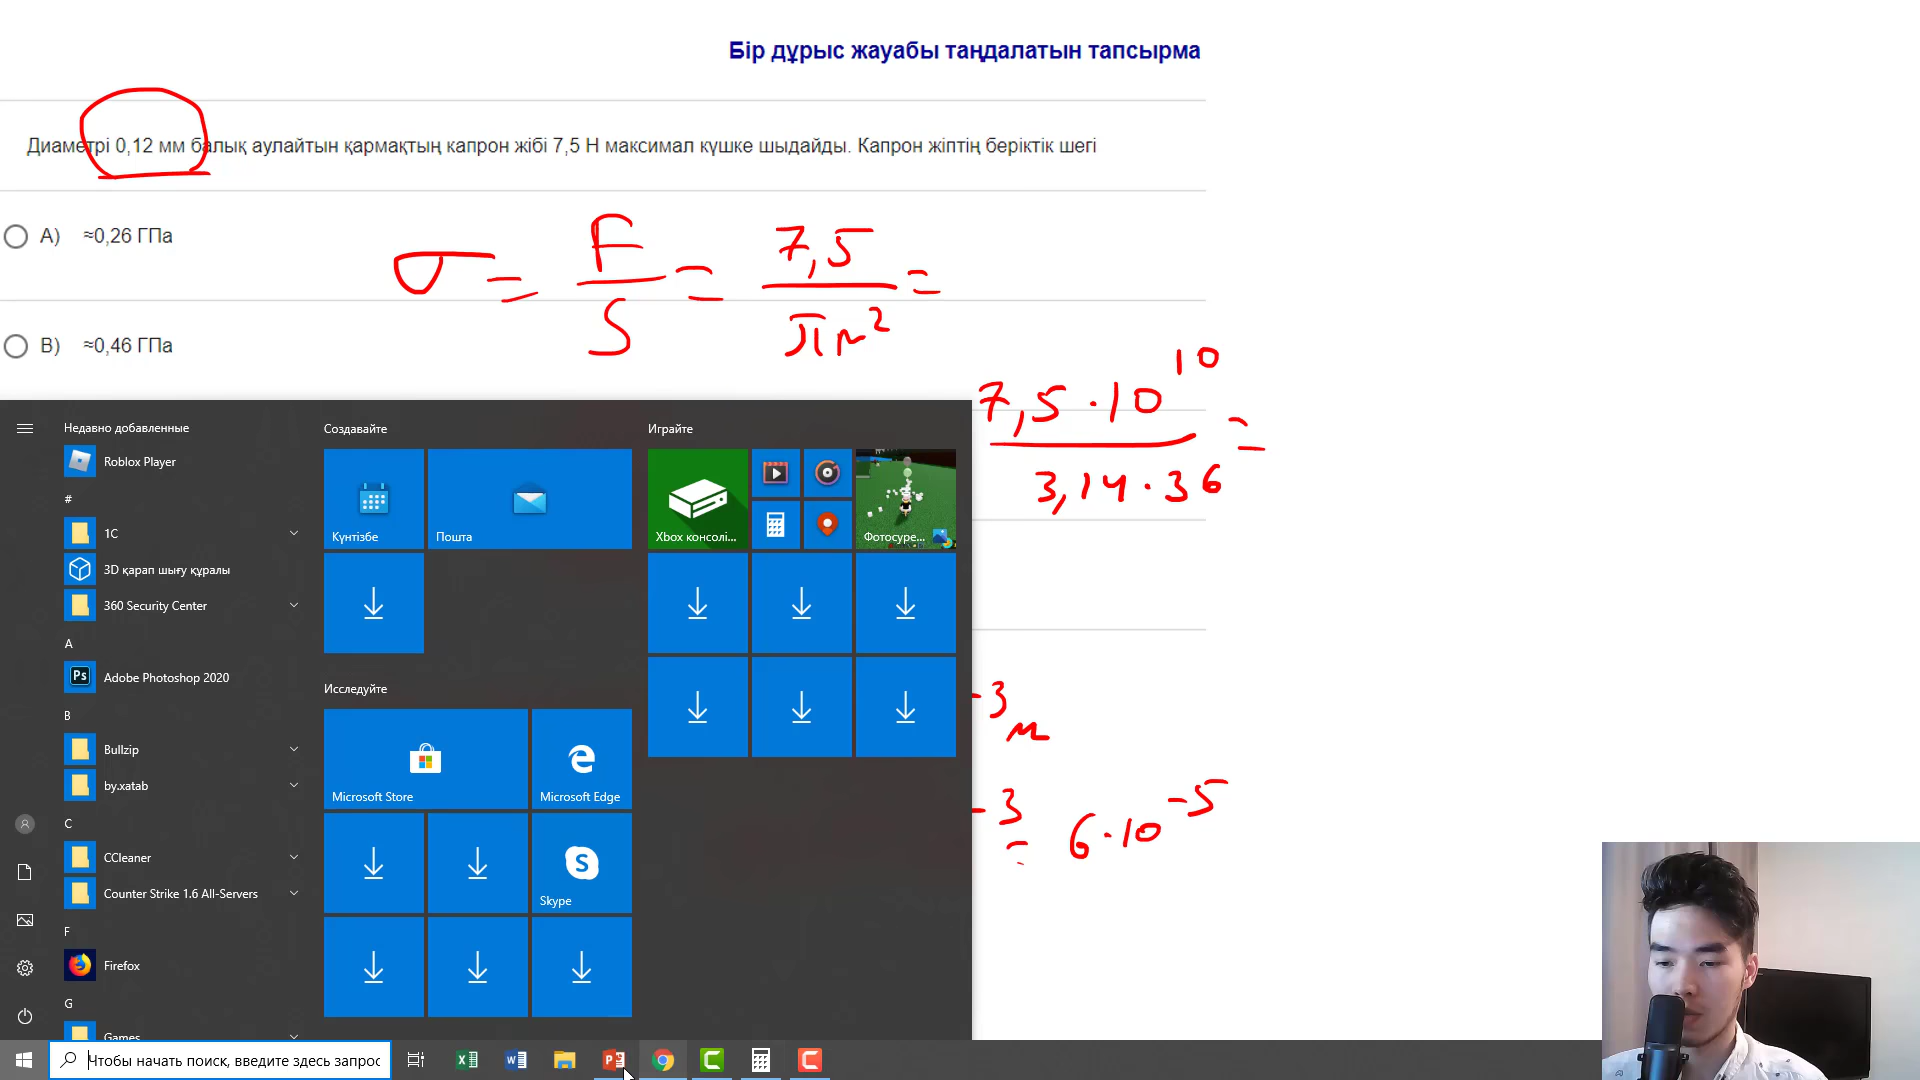 Бір дұрыс жауабы таңдалатын тапсырма
Диаметрі 0,12 мм балық аулайтын қармақтың капрон жібі 7,5 Н максимал күшке шыдайды. Капрон жіптің беріктік шегі
A) ≈0,26 ГПа
σ = F/S = 7,5/πr² =
B) ≈0,46 ГПа
7,5 · 10^10 / 3,14 · 36 =
-3 м
-3 = 6·10^-5
Недавно добавленные
Roblox Player
#
1C
3D қарап шығу құралы
360 Security Center
A
Adobe Photoshop 2020
B
Bullzip
by.xatab
C
CCleaner
Counter Strike 1.6 All-Servers
F
Firefox
G
Games
Создавайте
Күнтізбе
Пошта
Исследуйте
Microsoft Store
Microsoft Edge
Skype
Играйте
Xbox консолі...
Фотосуре...
Чтобы начать поиск, введите здесь запрос